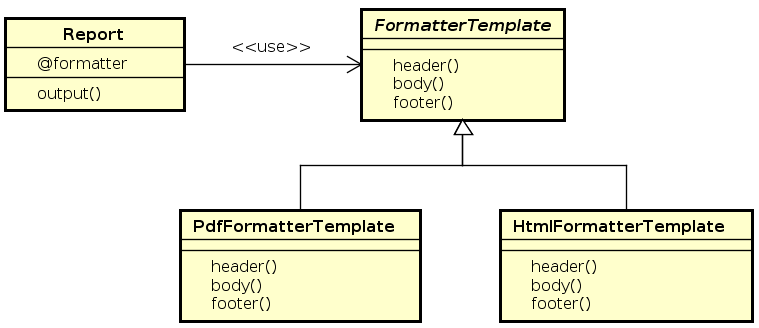 Report
@formatter
output()
<<use>>
FormatterTemplate
header()
body()
footer()
PdfFormatterTemplate
header()
body()
footer()
HtmlFormatterTemplate
header()
body()
footer()